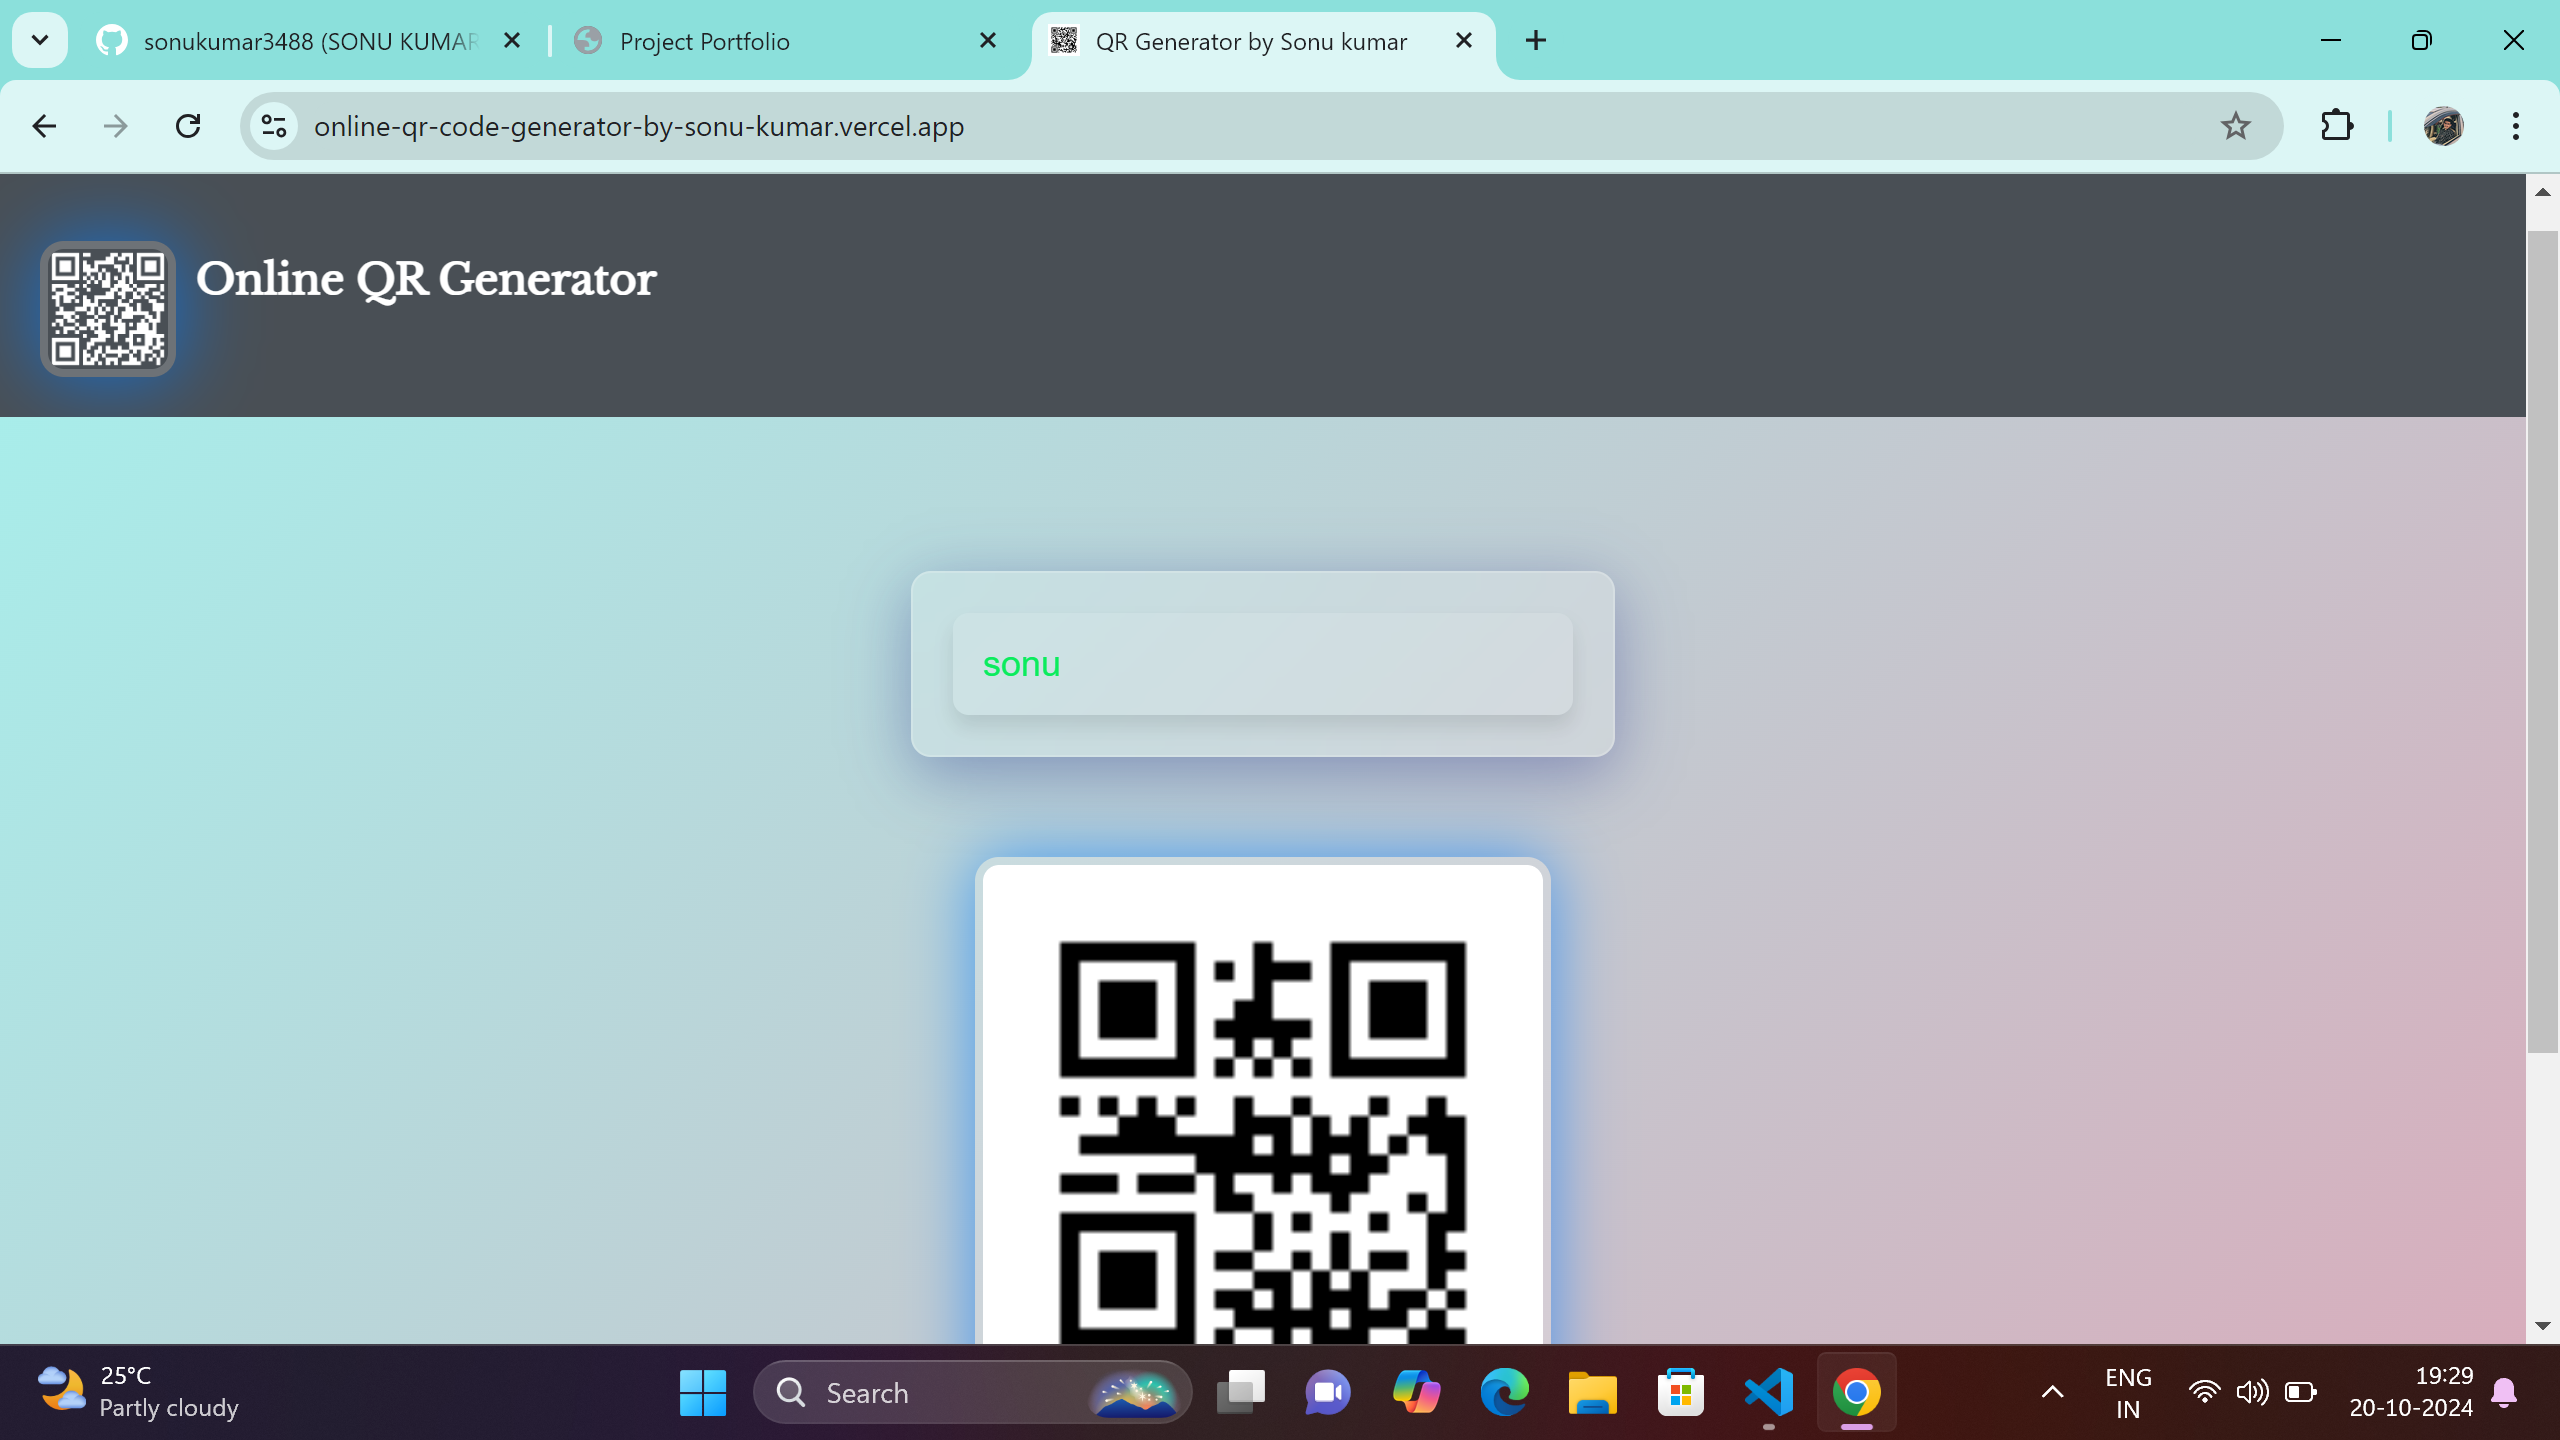 sonukumar3488 (SONU KUMAR
Project Portfolio
QR Generator by Sonu kumar
online-qr-code-generator-by-sonu-kumar.vercel.app
Online QR Generator
sonu
25°C
Partly cloudy
Search
ENG
IN
19:29
20-10-2024